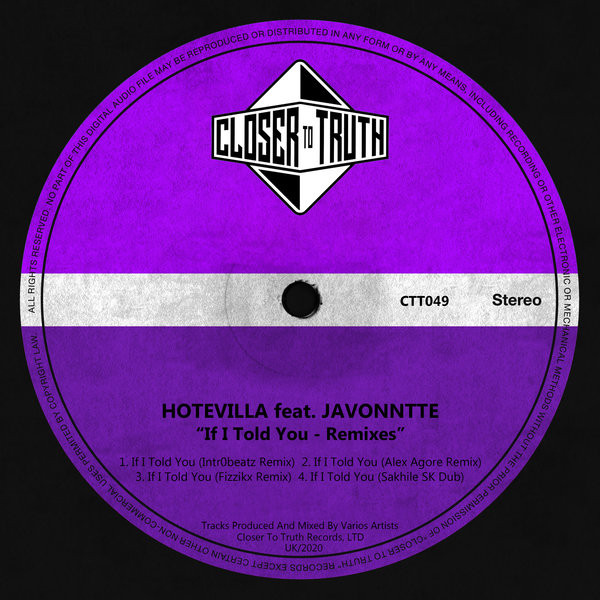 ALL RIGHTS RESERVED. NO PART OF THIS DIGITAL AUDIO FILE MAY BE REPRODUCED OR DISTRIBUTED IN ANY FORM OR BY ANY MEANS, INCLUDING RECORDING OR OTHER ELECTRONIC OR MECHANICAL METHODS WITHOUT THE PRIOR PERMISSION OF "CLOSER TO TRUTH" RECORDS EXCEPT CERTAIN OTHER NON-COMMERCIAL USES PERMITED BY COPYRIGHT LAW.
CLOSER TO TRUTH
CTT049 Stereo
HOTEVILLA feat. JAVONNTTE
“If I Told You - Remixes”
1. If I Told You (Intr0beatz Remix) 2. If I Told You (Alex Agore Remix)
3. If I Told You (Fizzikx Remix) 4. If I Told You (Sakhile SK Dub)
Tracks Produced And Mixed By Varios Artists
Closer To Truth Records, LTD
UK/2020